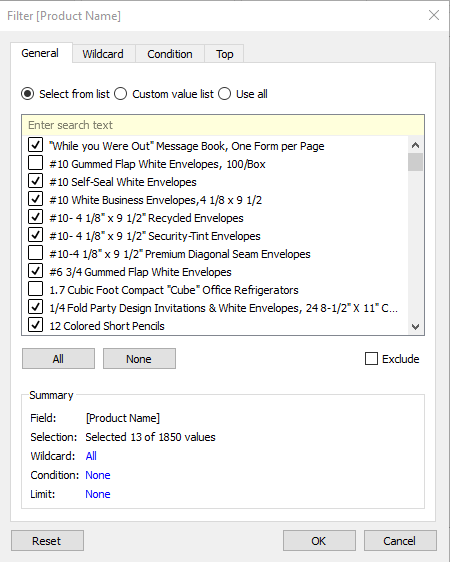 Filter [Product Name]
General Wildcard Condition Top
Select from list Custom value list Use all
Enter search text
"While you Were Out" Message Book, One Form per Page
#10 Gummed Flap White Envelopes, 100/Box
#10 Self-Seal White Envelopes
#10 White Business Envelopes,4 1/8 x 9 1/2
#10- 4 1/8" x 9 1/2" Recycled Envelopes
#10- 4 1/8" x 9 1/2" Security-Tint Envelopes
#10-4 1/8" x 9 1/2" Premium Diagonal Seam Envelopes
#6 3/4 Gummed Flap White Envelopes
1.7 Cubic Foot Compact "Cube" Office Refrigerators
1/4 Fold Party Design Invitations & White Envelopes, 24 8-1/2" X 11" C...
12 Colored Short Pencils
All None Exclude
Summary
Field: [Product Name]
Selection: Selected 13 of 1850 values
Wildcard: All
Condition: None
Limit: None
Reset OK Cancel